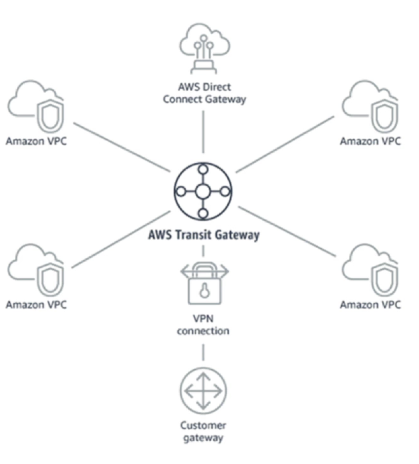 AWS Direct
Connect Gateway
Amazon VPC
Amazon VPC
AWS Transit Gateway
Amazon VPC
Amazon VPC
VPN
connection
Customer
gateway